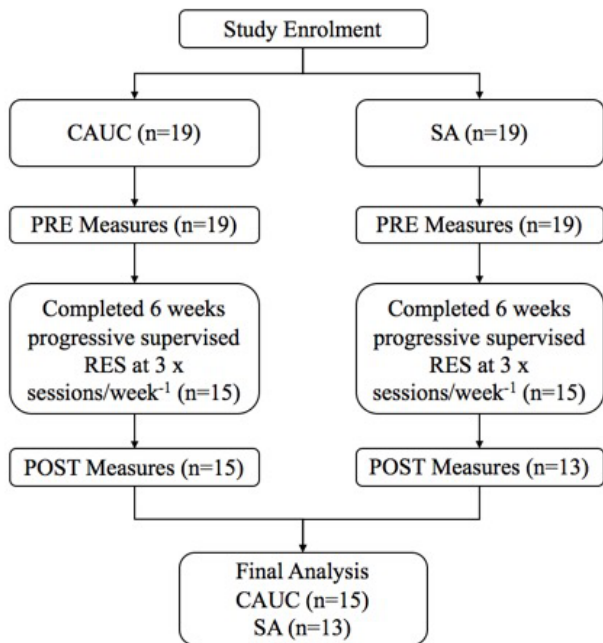 Study Enrolment
CAUC (n=19)
SA (n=19)
PRE Measures (n=19)
PRE Measures (n=19)
Completed 6 weeks
progressive supervised
RES at 3 x
sessions/week⁻¹ (n=15)
Completed 6 weeks
progressive supervised
RES at 3 x
sessions/week⁻¹ (n=15)
POST Measures (n=15)
POST Measures (n=13)
Final Analysis
CAUC (n=15)
SA (n=13)